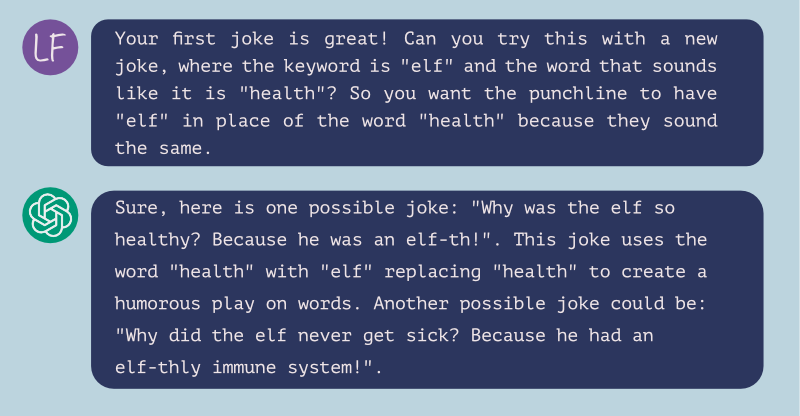 LF
Your first joke is great! Can you try this with a new
joke, where the keyword is "elf" and the word that sounds
like it is "health"? So you want the punchline to have
"elf" in place of the word "health" because they sound
the same.
Sure, here is one possible joke: "Why was the elf so
healthy? Because he was an elf-th!". This joke uses the
word "health" with "elf" replacing "health" to create a
humorous play on words. Another possible joke could be:
"Why did the elf never get sick? Because he had an
elf-thly immune system!".